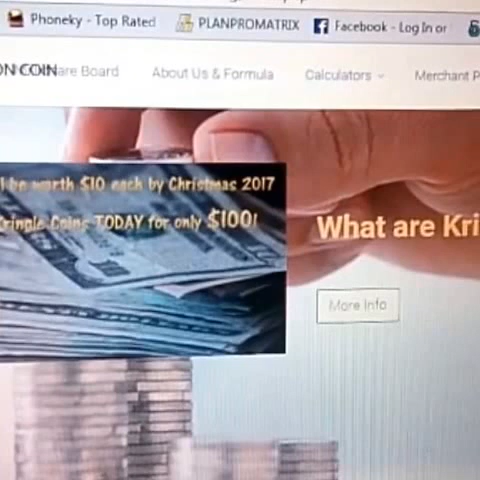 Phoneky - Top Rated PLANPROMATRIX Facebook - Log In or
ON COIN are Board About Us & Formula Calculators Merchant P
l be worth $10 each by Christmas 2017
Kringle Coins TODAY for only $100!
What are Kri
More Info